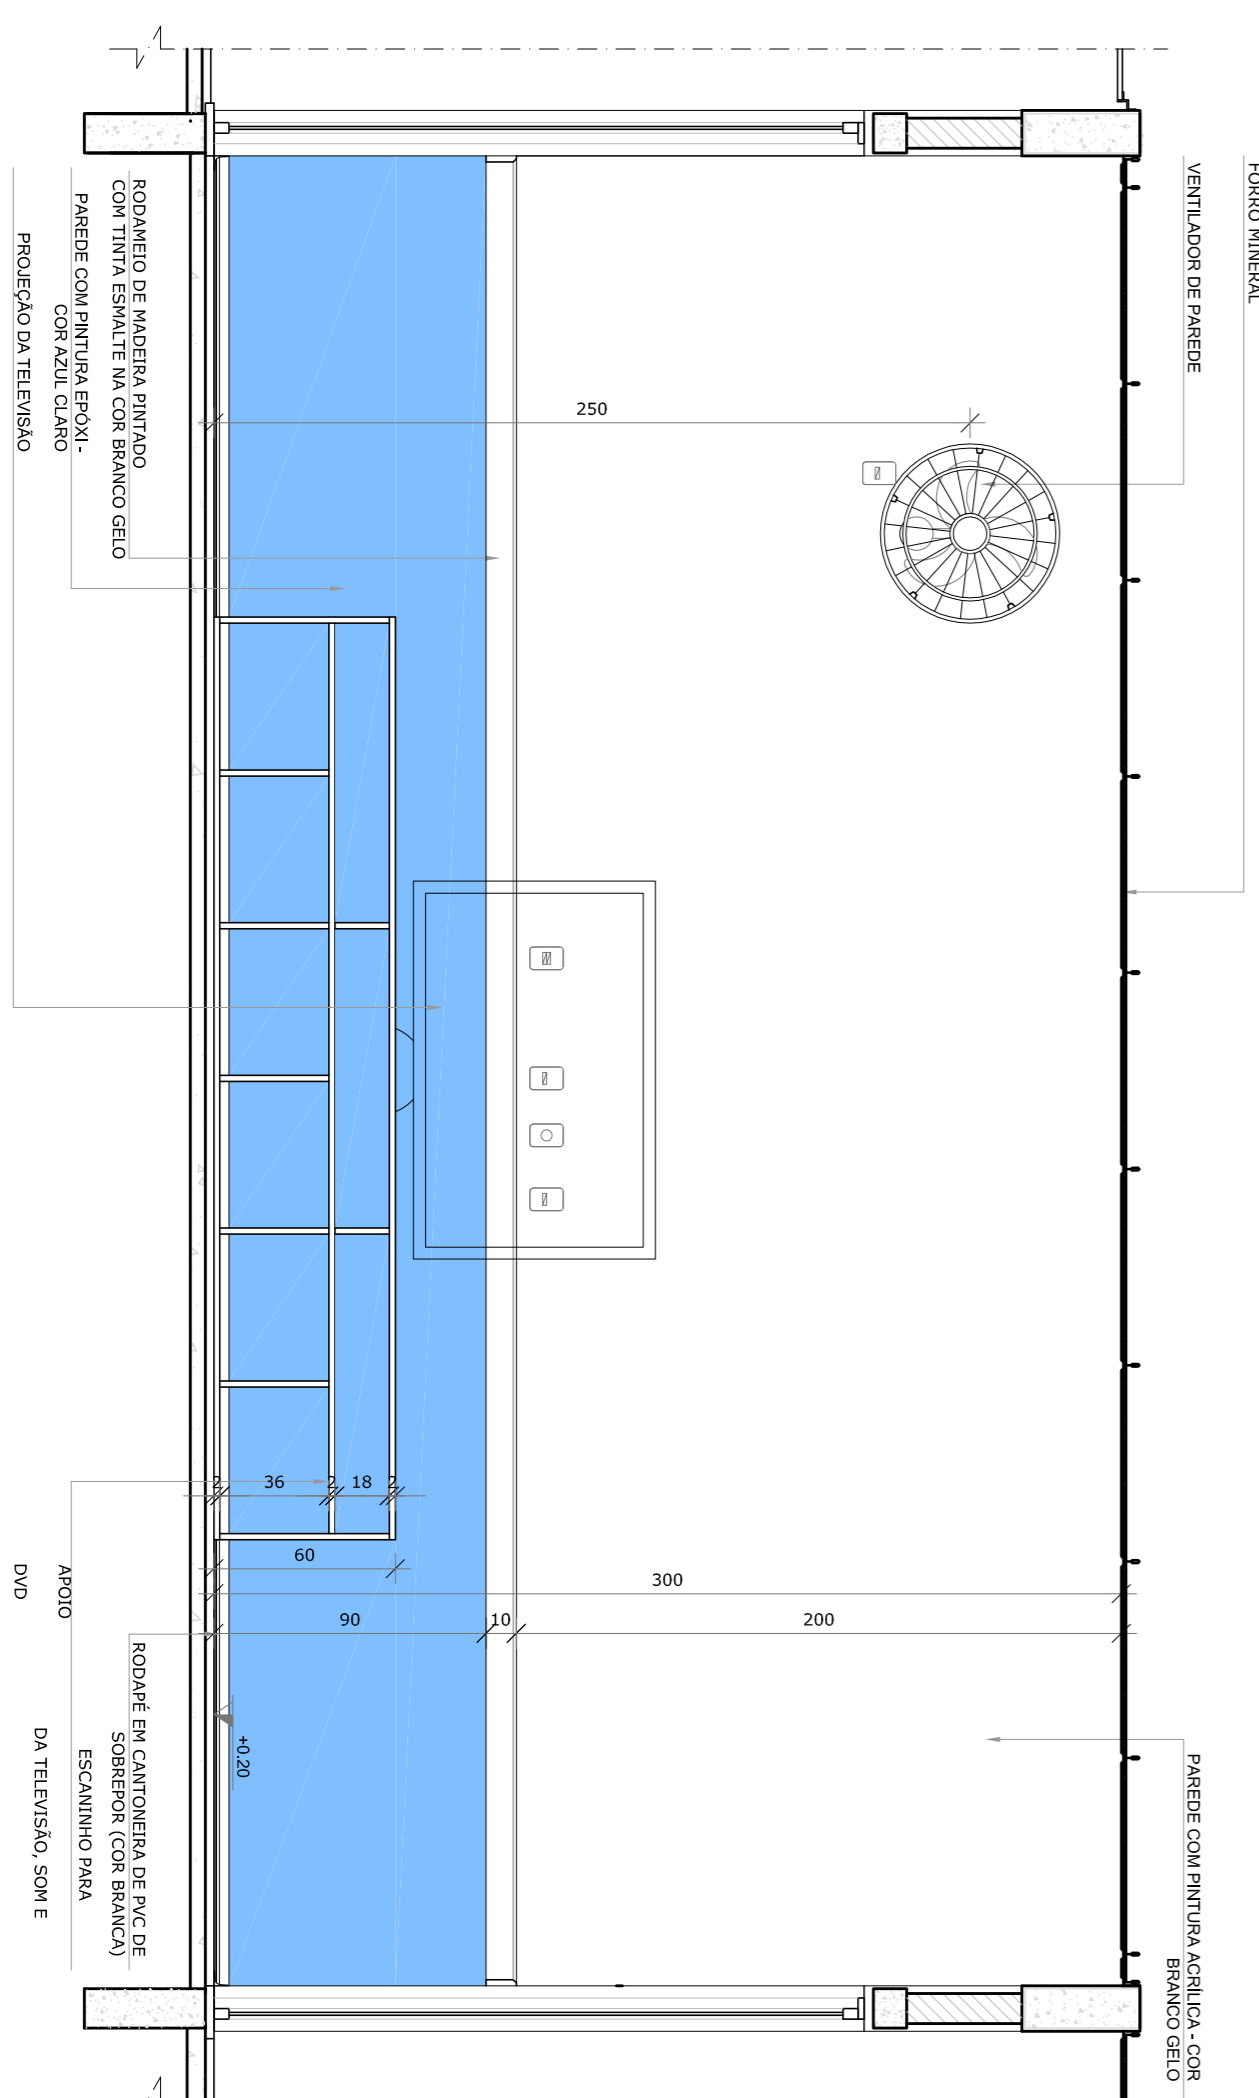 FORRO MINERAL
VENTILADOR DE PAREDE
PAREDE COM PINTURA ACRÍLICA - COR
BRANCO GELO
250
RODAMEIO DE MADEIRA PINTADO
COM TINTA ESMALTE NA COR BRANCO GELO
PAREDE COM PINTURA EPÓXI -
COR AZUL CLARO
PROJEÇÃO DA TELEVISÃO
2
36
2
18
2
60
300
90
10
200
+0.20
RODAPÉ EM CANTONEIRA DE PVC DE
SOBREPOR (COR BRANCA)
ESCANINHO PARA
APOIO
DA TELEVISÃO, SOM E
DVD